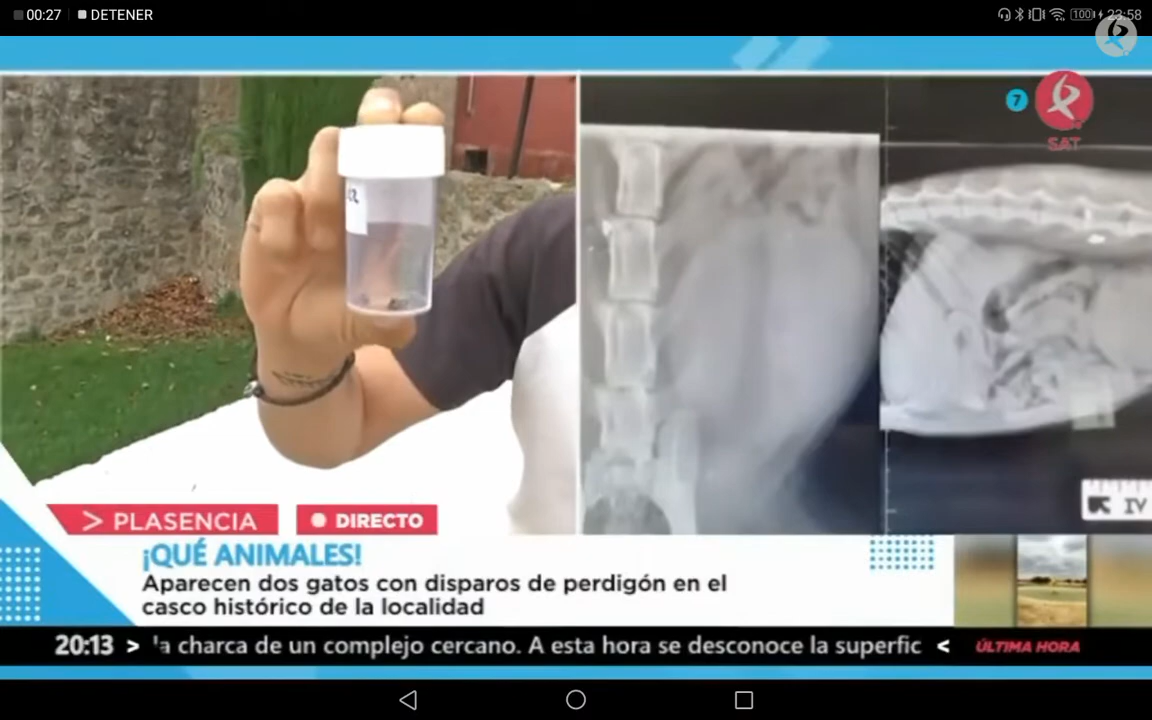 00:27 DETENER
100 23:58
7
SAT
> PLASENCIA
DIRECTO
¡QUÉ ANIMALES!
Aparecen dos gatos con disparos de perdigón en el
casco histórico de la localidad
20:13 > 'a charca de un complejo cercano. A esta hora se desconoce la superfic < ÚLTIMA HORA
IV